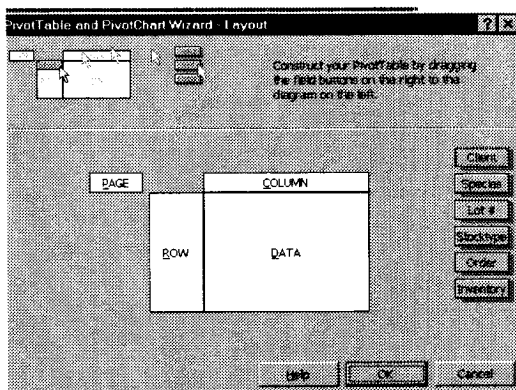 PivotTable and PivotChart Wizard - Layout
Construct your PivotTable by dragging
the field buttons on the right to the
diagram on the left.
PAGE
COLUMN
ROW
DATA
Client
Species
Lot #
Stocktype
Order
Inventory
Help
OK
Cancel